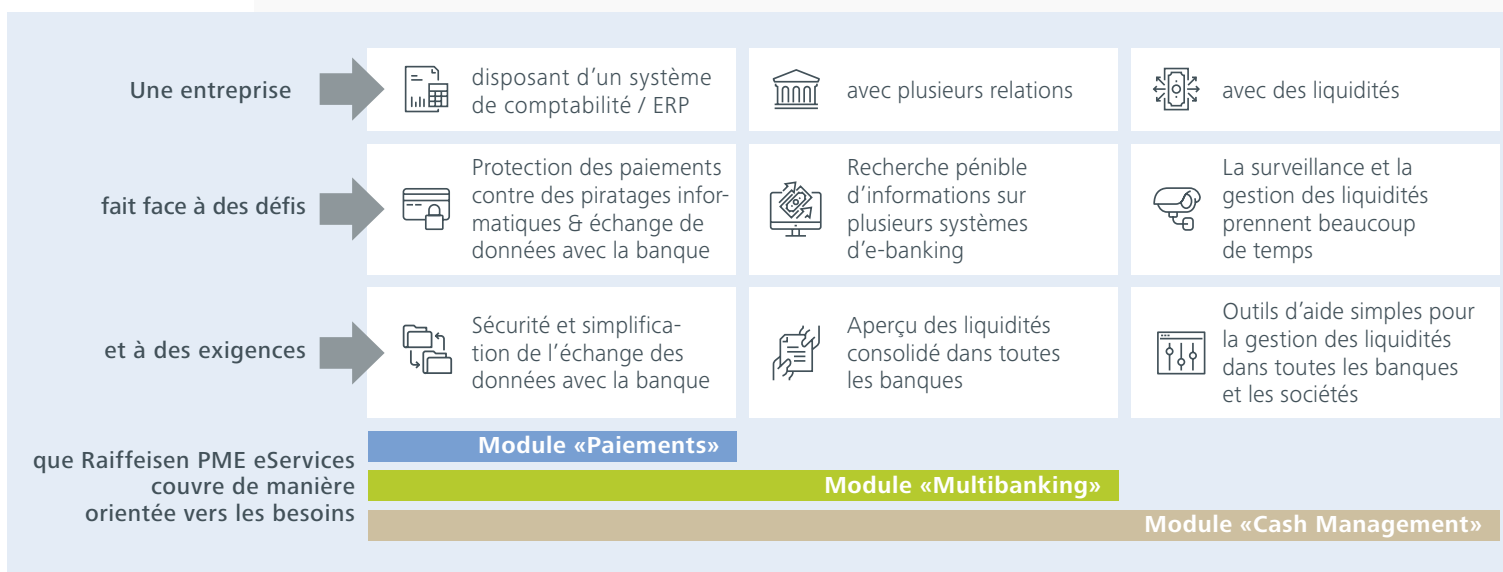 Une entreprise
disposant d'un système
de comptabilité / ERP
avec plusieurs relations
avec des liquidités
fait face à des défis
Protection des paiements
contre des piratages infor-
matiques & échange de
données avec la banque
Recherche pénible
d'informations sur
plusieurs systèmes
d'e-banking
La surveillance et la
gestion des liquidités
prennent beaucoup
de temps
et à des exigences
Sécurité et simplifica-
tion de l'échange des
données avec la banque
Aperçu des liquidités
consolidé dans toutes
les banques
Outils d'aide simples pour
la gestion des liquidités
dans toutes les banques
et les sociétés
que Raiffeisen PME eServices
couvre de manière
orientée vers les besoins
Module «Paiements»
Module «Multibanking»
Module «Cash Management»